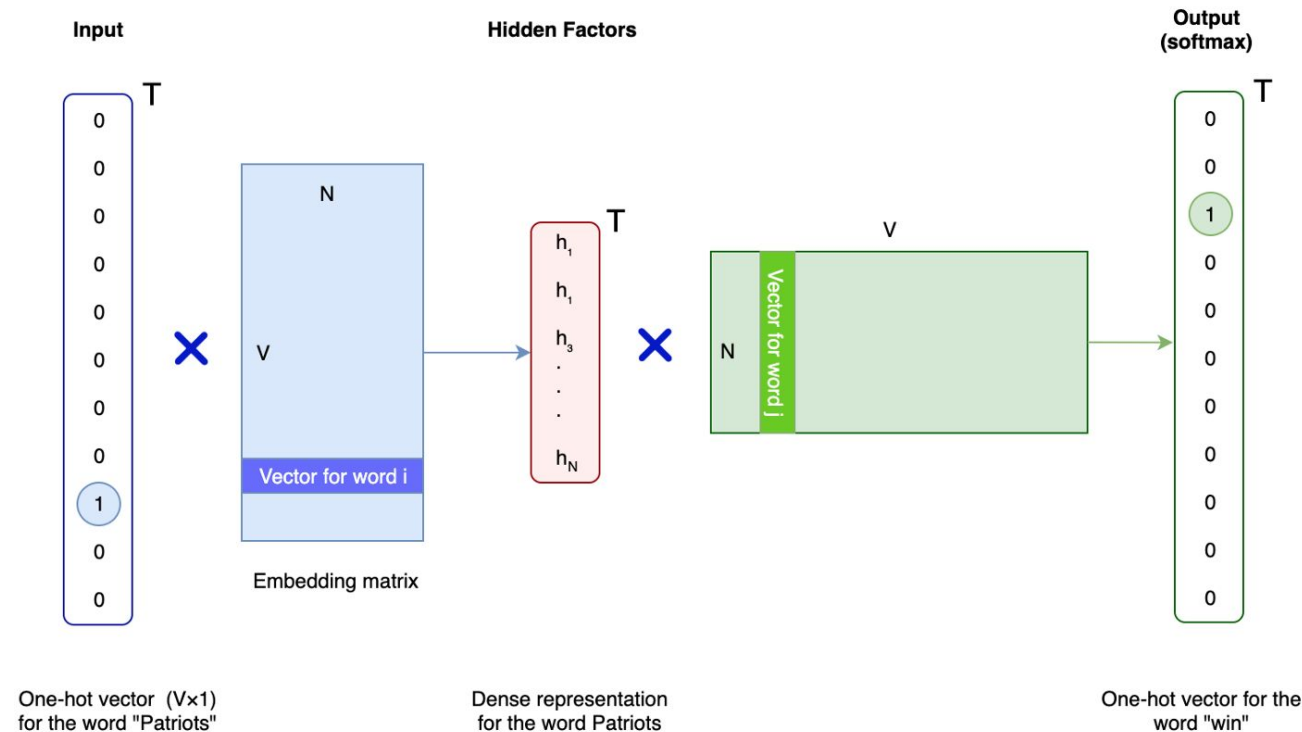 Input
Hidden Factors
Output
(softmax)
T
0
0
0
0
0
0
0
0
1
0
0
N
V
Vector for word i
Embedding matrix
T
h₁
h₁
h₃
.
.
.
hN
V
N
Vector for word j
T
0
0
1
0
0
0
0
0
0
0
0
One-hot vector (V×1)
for the word "Patriots"
Dense representation
for the word Patriots
One-hot vector for the
word "win"